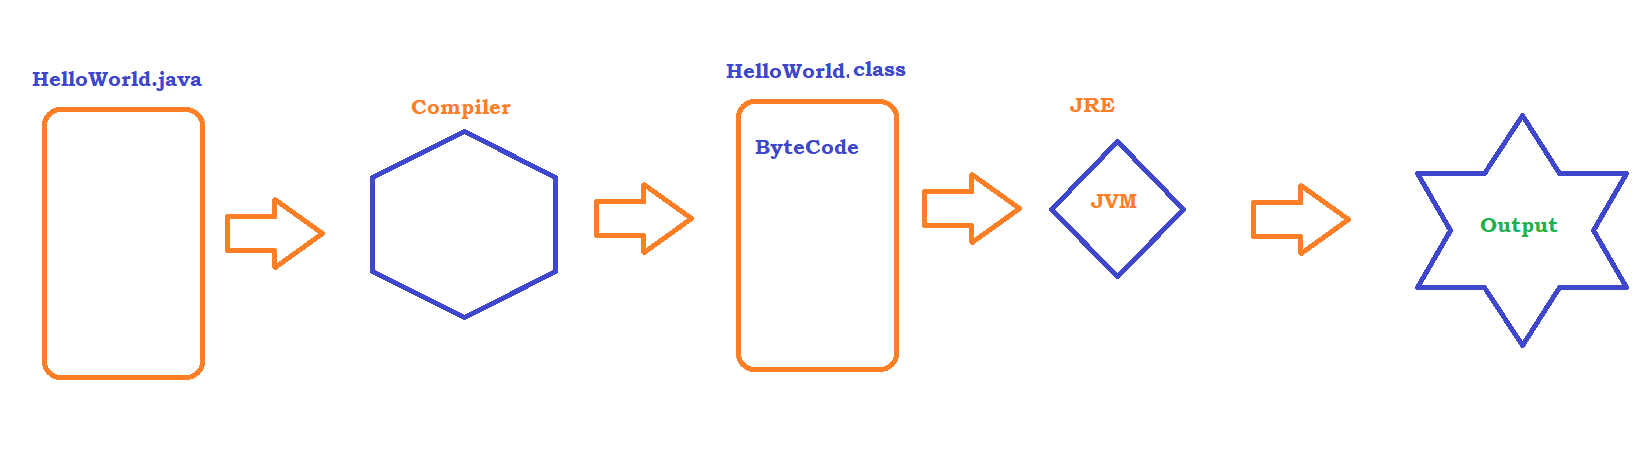 HelloWorld.java
Compiler
HelloWorld.class
ByteCode
JRE
JVM
Output